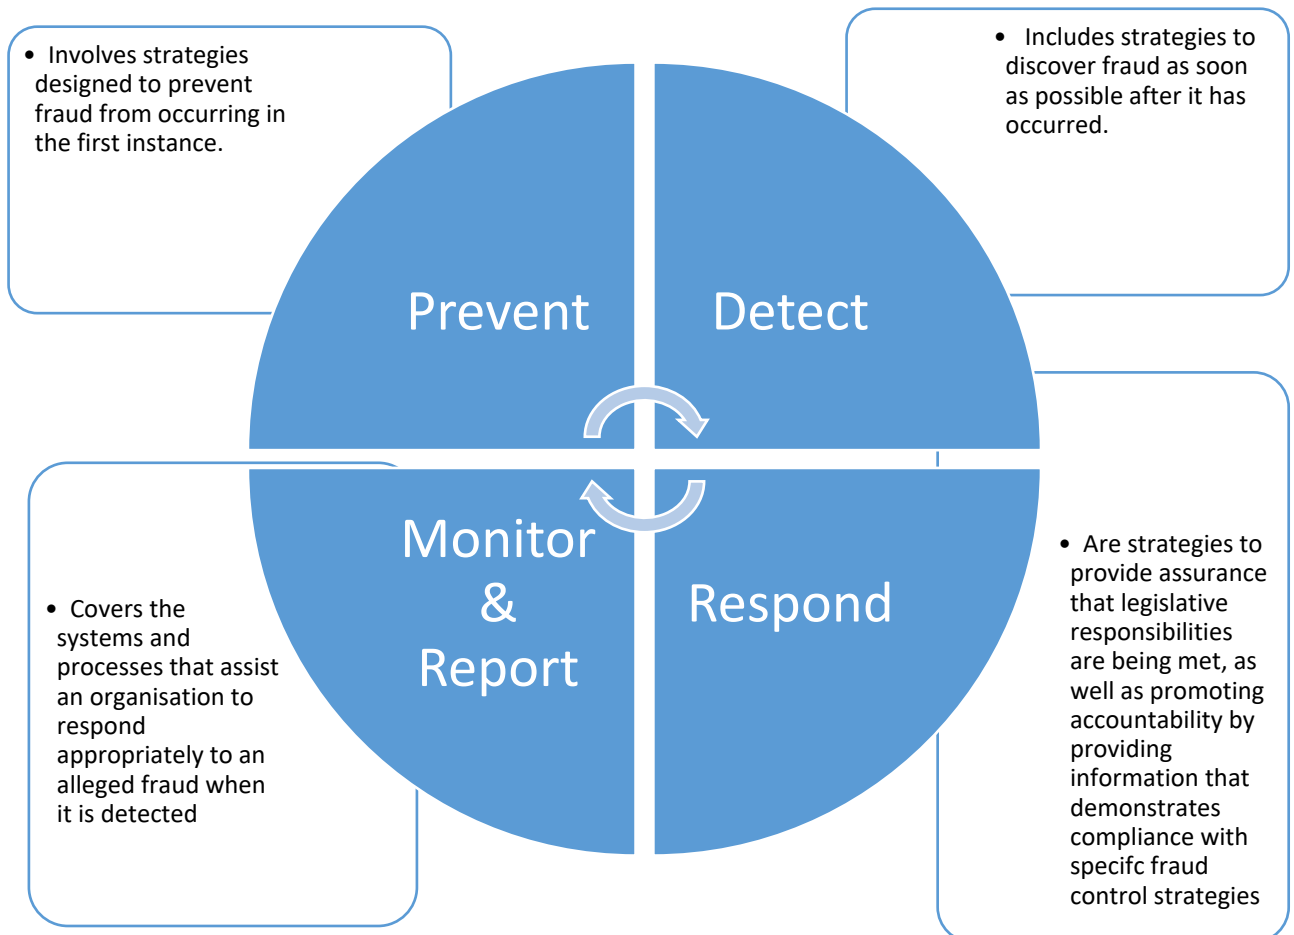 • Involves strategies
designed to prevent
fraud from occurring in
the first instance.
• Includes strategies to
discover fraud as soon
as possible after it has
occurred.
Prevent
Detect
Monitor
&
Report
Respond
• Covers the
systems and
processes that assist
an organisation to
respond
appropriately to an
alleged fraud when
it is detected
• Are strategies to
provide assurance
that legislative
responsibilities
are being met, as
well as promoting
accountability by
providing
information that
demonstrates
compliance with
specifc fraud
control strategies